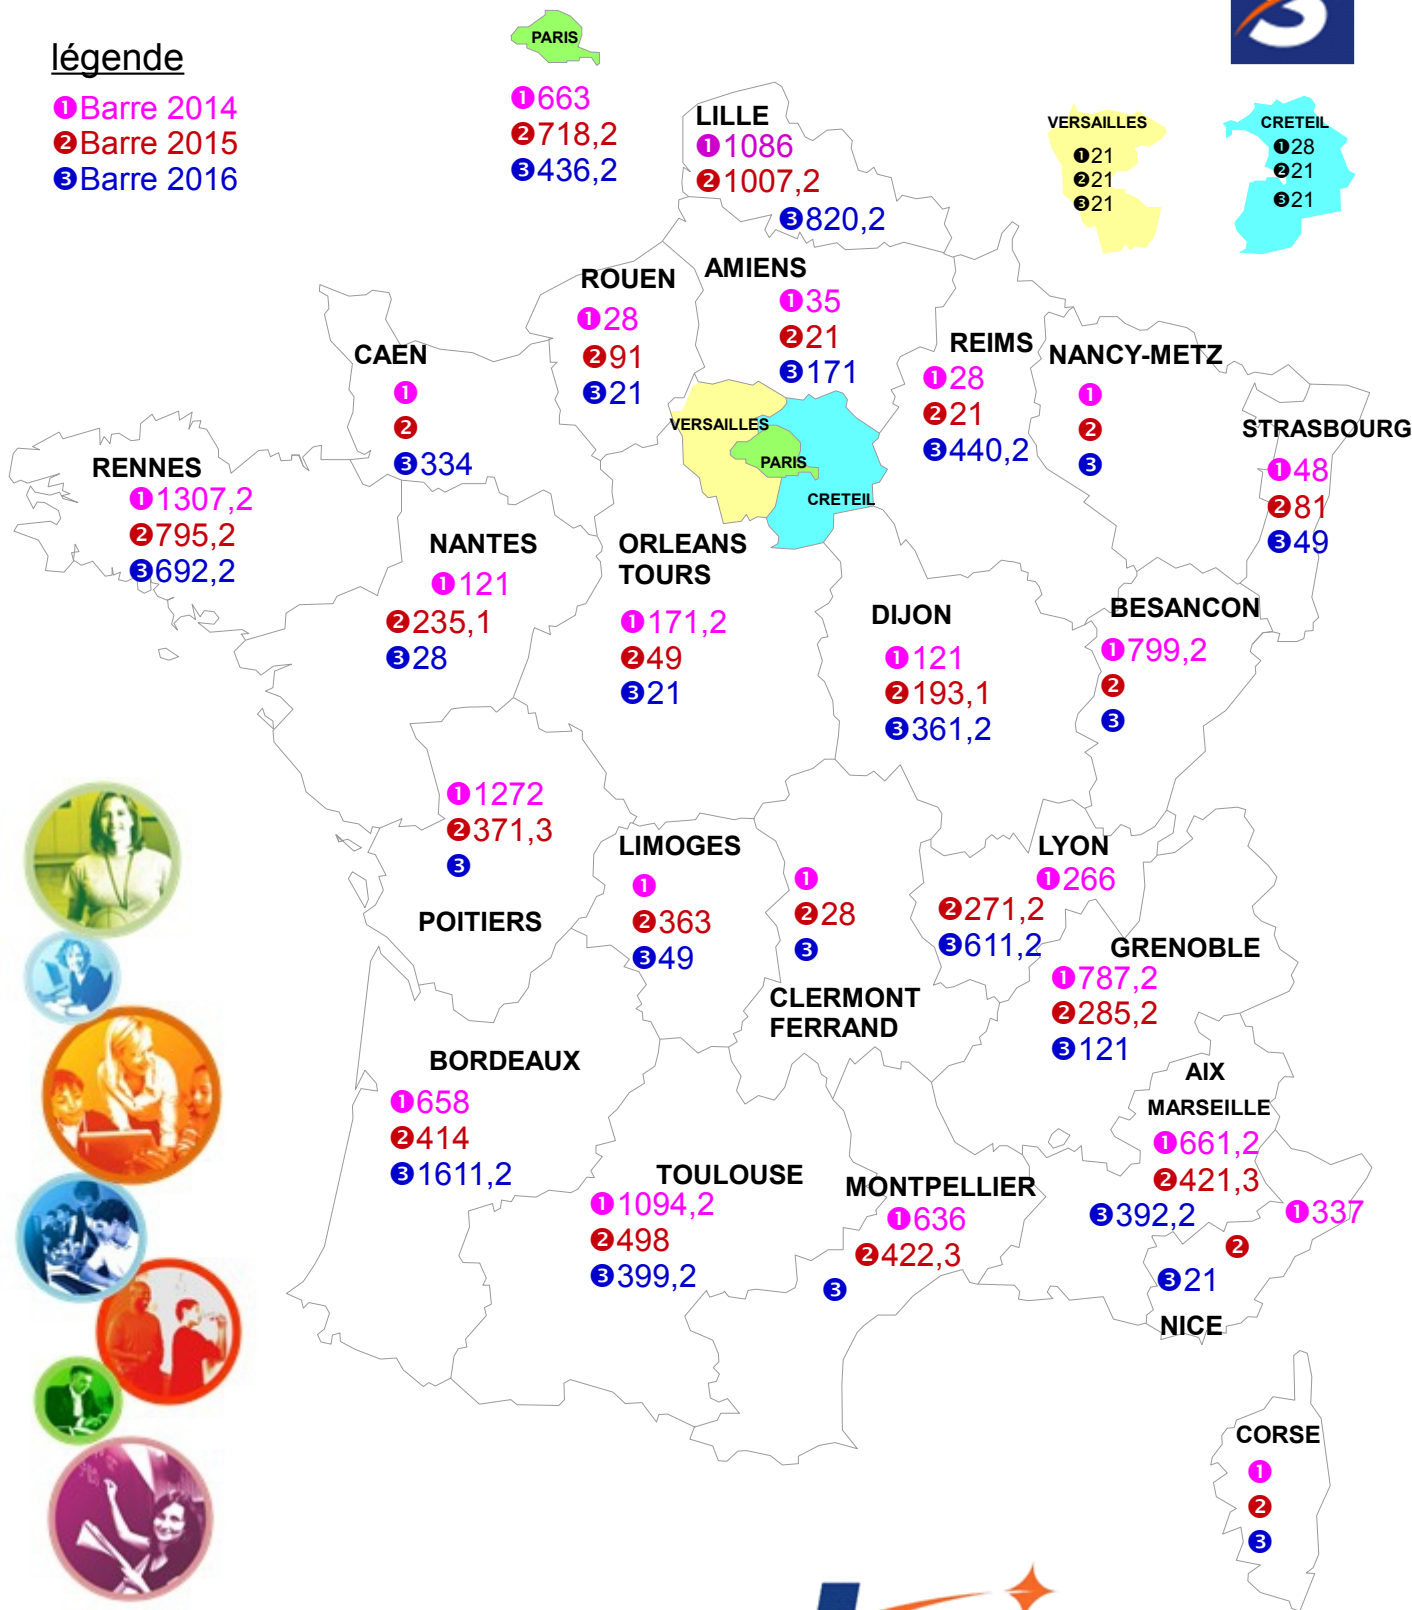 légende
❶Barre 2014
❷Barre 2015
❸Barre 2016
PARIS
❶663
❷718,2
❸436,2
LILLE
❶1086
❷1007,2
❸820,2
VERSAILLES
❶21
❷21
❸21
CRETEIL
❶28
❷21
❸21
ROUEN
❶28
❷91
❸21
AMIENS
❶35
❷21
❸171
CAEN
❶
❷
❸334
REIMS
❶28
❷21
❸440,2
NANCY-METZ
❶
❷
❸
STRASBOURG
❶48
❷81
❸49
VERSAILLES
PARIS
CRETEIL
RENNES
❶1307,2
❷795,2
❸692,2
NANTES
❶121
❷235,1
❸28
ORLEANS
TOURS
❶171,2
❷49
❸21
DIJON
❶121
❷193,1
❸361,2
BESANCON
❶799,2
❷
❸
❶1272
❷371,3
❸
POITIERS
LIMOGES
❶
❷363
❸49
❶
❷28
❸
CLERMONT
FERRAND
LYON
❶266
❷271,2
❸611,2
GRENOBLE
❶787,2
❷285,2
❸121
BORDEAUX
❶658
❷414
❸1611,2
TOULOUSE
❶1094,2
❷498
❸399,2
MONTPELLIER
❶636
❷422,3
❸
AIX
MARSEILLE
❶661,2
❷421,3
❸392,2
❶337
❷
❸21
NICE
CORSE
❶
❷
❸